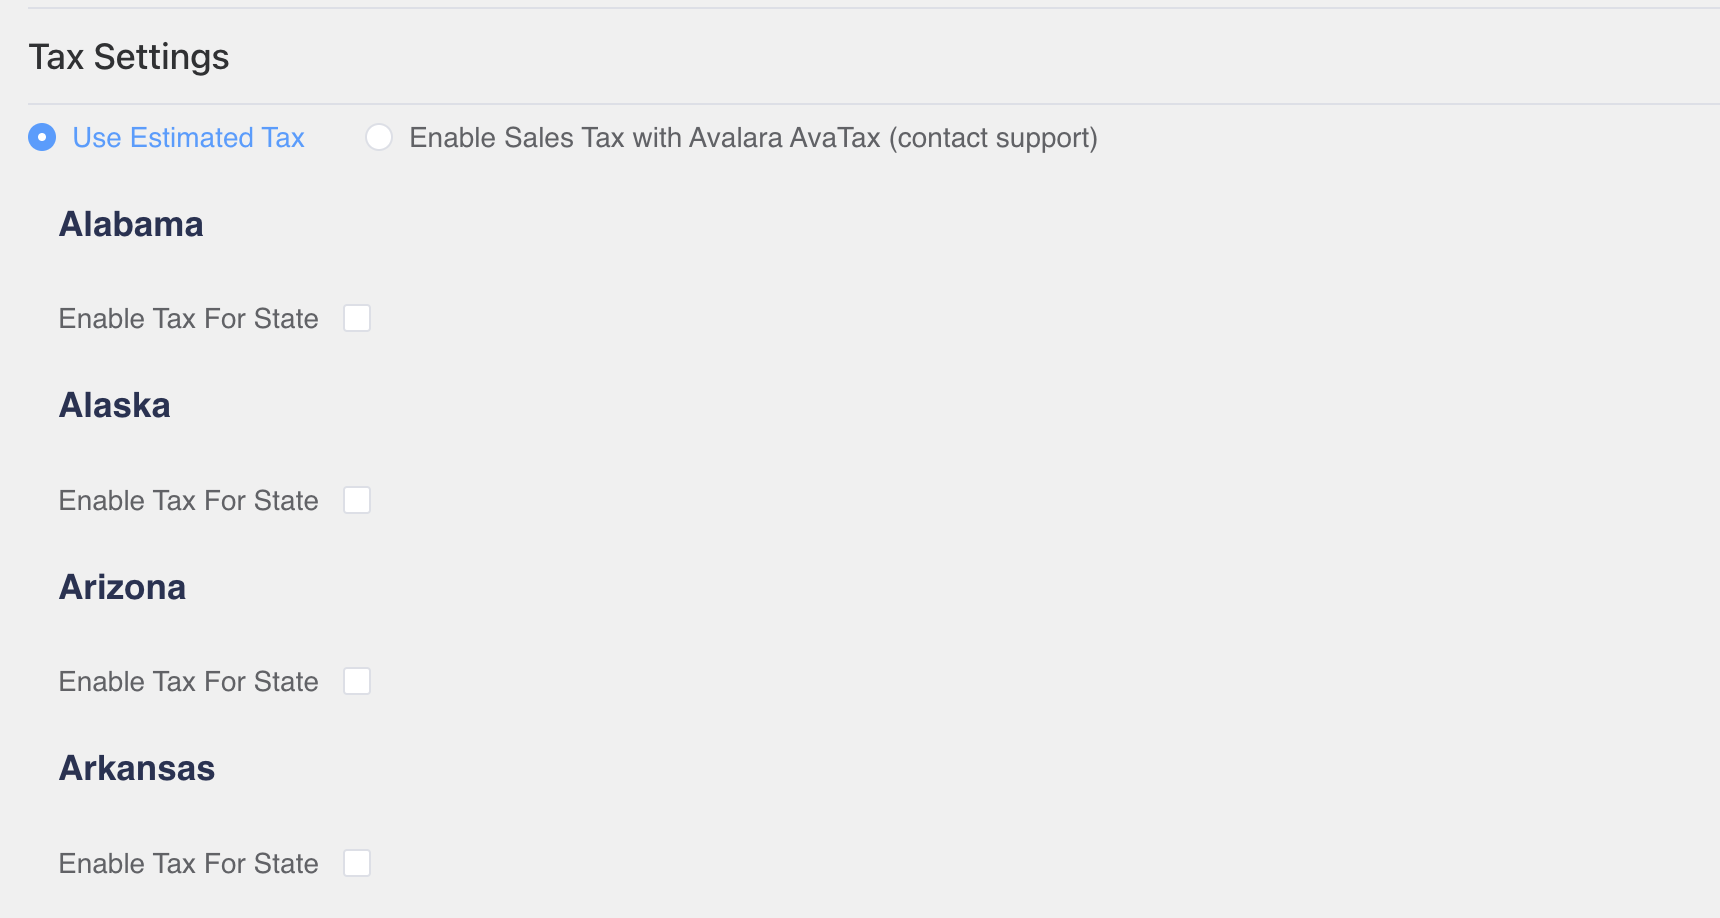 Tax Settings
Use Estimated Tax Enable Sales Tax with Avalara AvaTax (contact support)
Alabama
Enable Tax For State
Alaska
Enable Tax For State
Arizona
Enable Tax For State
Arkansas
Enable Tax For State